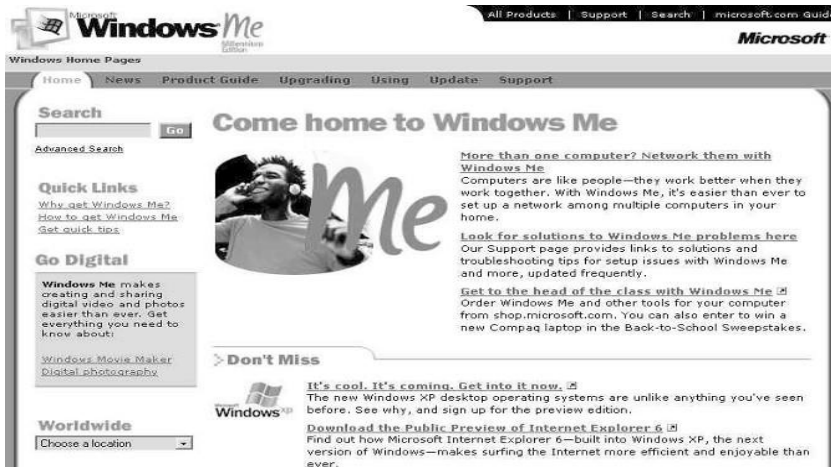 All Products | Support | Search | microsoft.com Guid
Microsoft
Windows Me
Millennium
Edition
Microsoft
Windows Home Pages
Home News Product Guide Upgrading Using Update Support
Search
Go
Advanced Search
Quick Links
Why get Windows Me?
How to get Windows Me
Get quick tips
Go Digital
Windows Me makes
creating and sharing
digital video and photos
easier than ever. Get
everything you need to
know about:
Windows Movie Maker
Digital photography
Worldwide
Choose a location
Come home to Windows Me
Me
More than one computer? Network them with
Windows Me
Computers are like people—they work better when they
work together. With Windows Me, it's easier than ever to
set up a network among multiple computers in your
home.
Look for solutions to Windows Me problems here
Our Support page provides links to solutions and
troubleshooting tips for setup issues with Windows Me
and more, updated frequently.
Get to the head of the class with Windows Me
Order Windows Me and other tools for your computer
from shop.microsoft.com. You can also enter to win a
new Compaq laptop in the Back-to-School Sweepstakes.
Don't Miss
Microsoft
Windows xp
It's cool. It's coming. Get into it now.
The new Windows XP desktop operating systems are unlike anything you've seen
before. See why, and sign up for the preview edition.
Download the Public Preview of Internet Explorer 6
Find out how Microsoft Internet Explorer 6—built into Windows XP, the next
version of Windows—makes surfing the Internet more efficient and enjoyable than
ever.